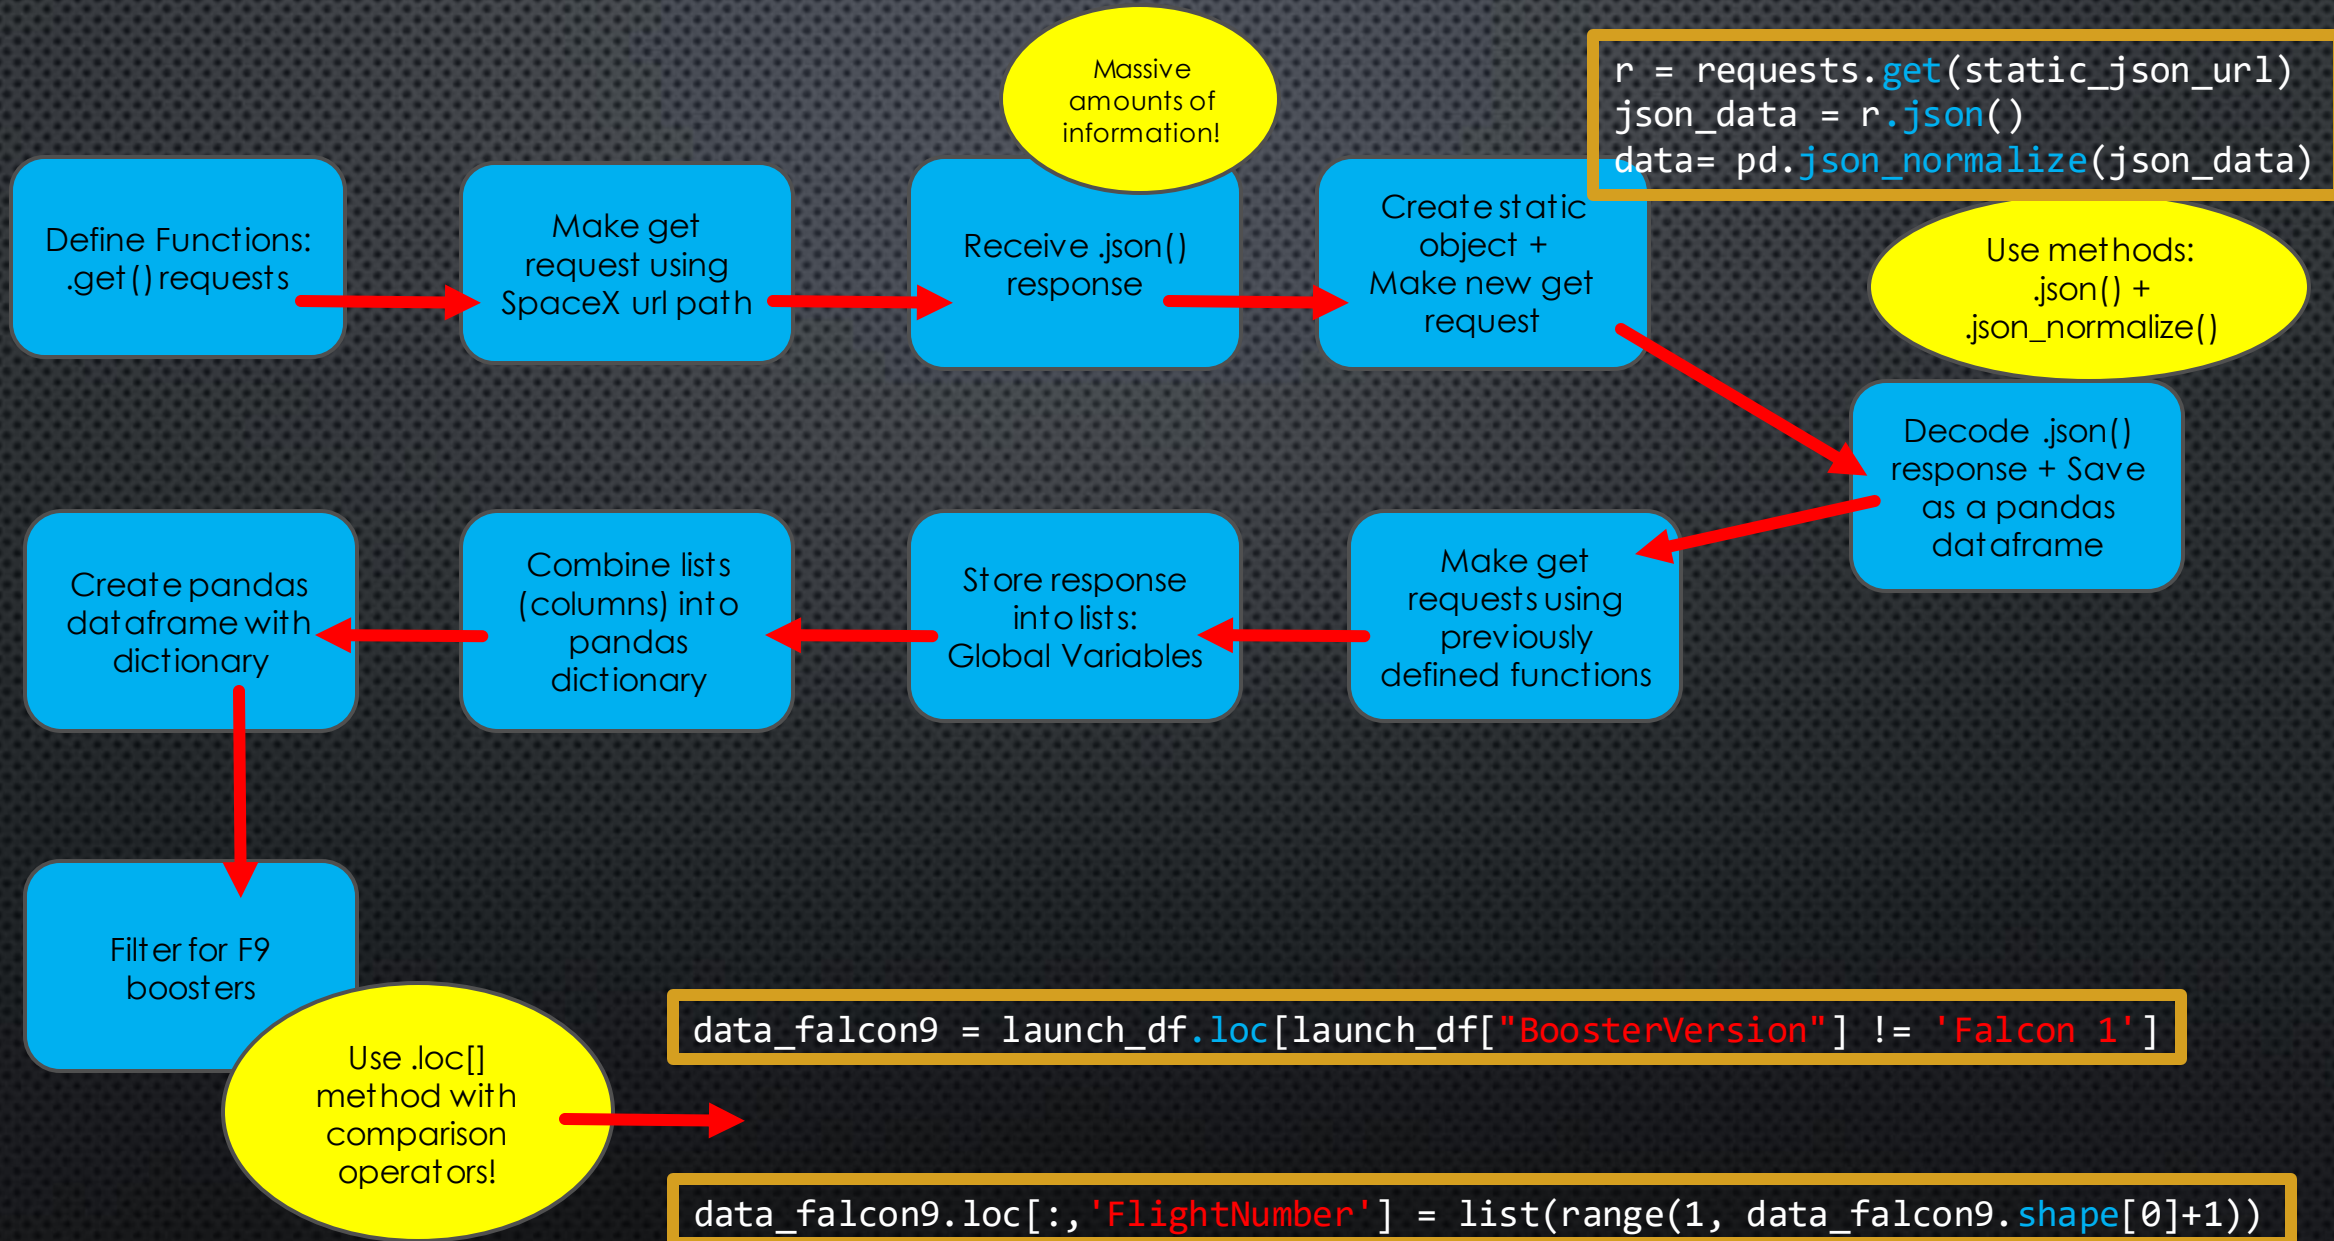 Massive
amounts of
information!
r = requests.get(static_json_url)
json_data = r.json()
data= pd.json_normalize(json_data)
Define Functions:
.get() requests
Make get
request using
SpaceX url path
Receive .json()
response
Create static
object +
Make new get
request
Use methods:
.json() +
.json_normalize()
Decode .json()
response + Save
as a pandas
dataframe
Make get
requests using
previously
defined functions
Store response
into lists:
Global Variables
Combine lists
(columns) into
pandas
dictionary
Create pandas
dataframe with
dictionary
Filter for F9
boosters
Use .loc[]
method with
comparison
operators!
data_falcon9 = launch_df.loc[launch_df["BoosterVersion"] != 'Falcon 1']
data_falcon9.loc[:,'FlightNumber'] = list(range(1, data_falcon9.shape[0]+1))